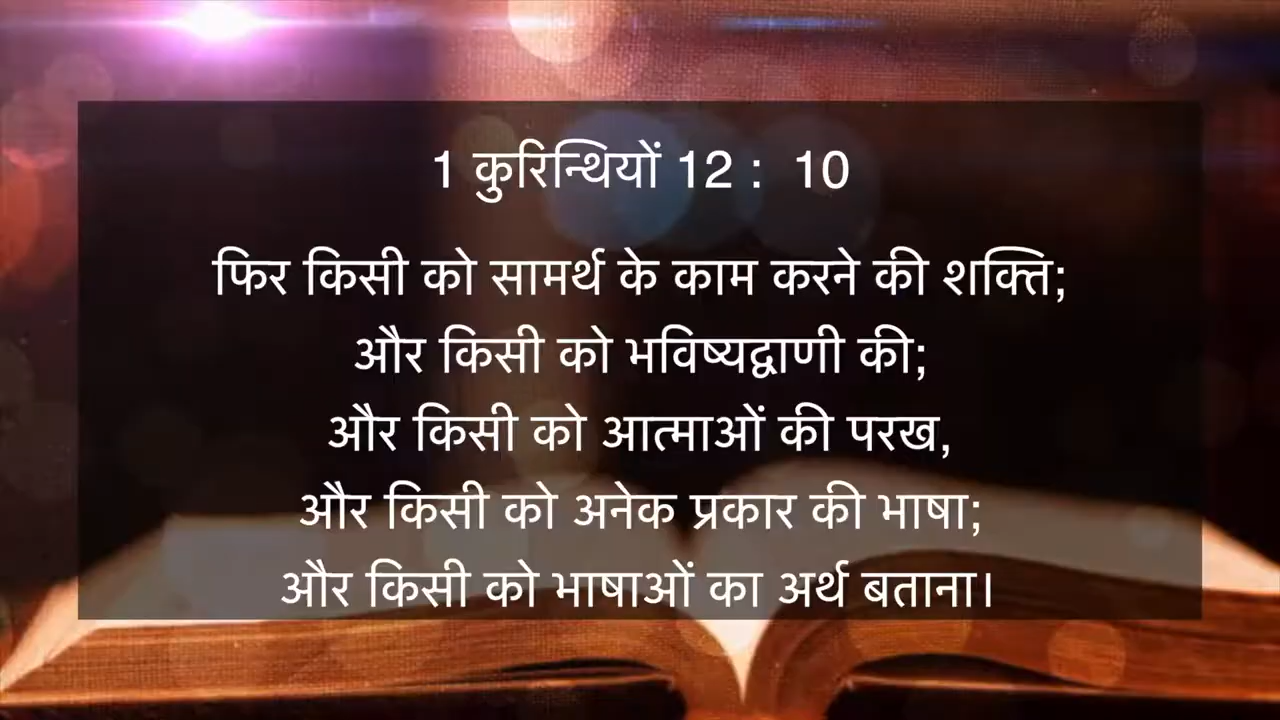 1 कुरिन्थियों 12 : 10
फिर किसी को सामर्थ के काम करने की शक्ति;
और किसी को भविष्यद्वाणी की;
और किसी को आत्माओं की परख,
और किसी को अनेक प्रकार की भाषा;
और किसी को भाषाओं का अर्थ बताना।